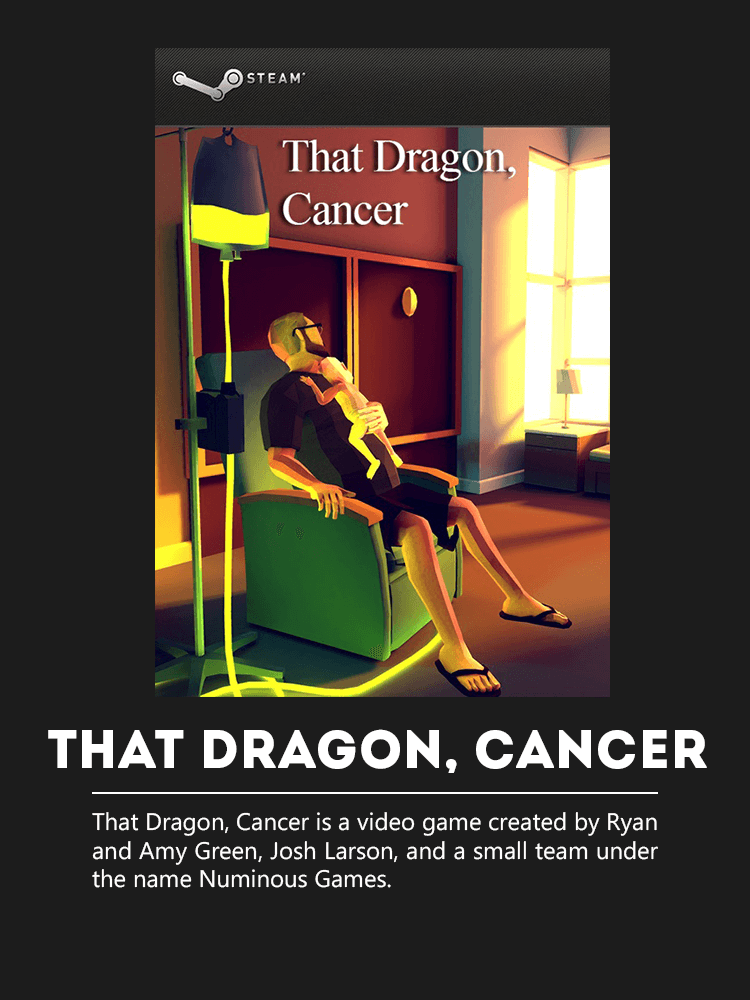 STEAM
That Dragon,
Cancer
THAT DRAGON, CANCER
That Dragon, Cancer is a video game created by Ryan
and Amy Green, Josh Larson, and a small team under
the name Numinous Games.